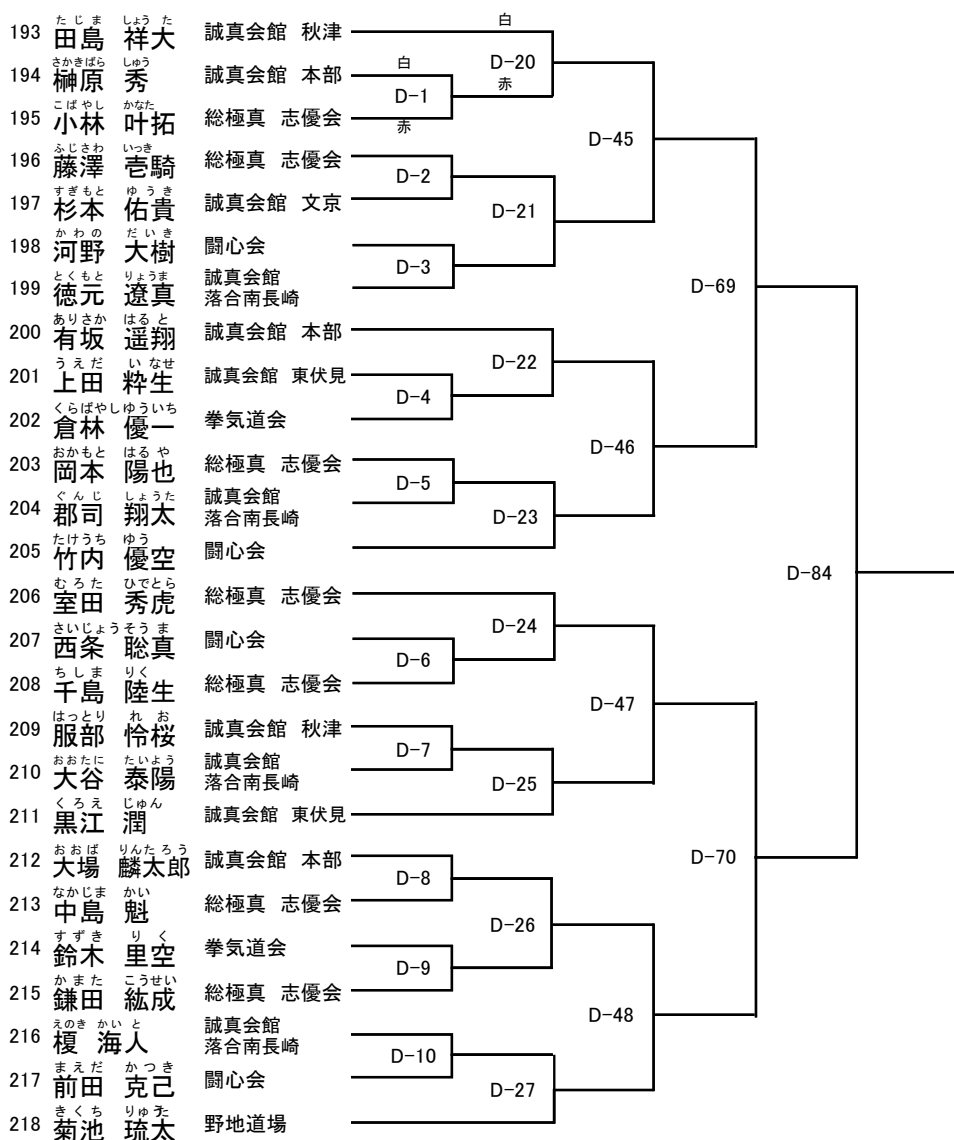 たじま しょうた
193 田島 祥大 誠真会館 秋津
白
D-20
赤
さかきばら しゅう
194 榊原 秀 誠真会館 本部
白
D-1
赤
こばやし かなた
195 小林 叶拓 総極真 志優会
D-45
ふじさわ いっき
196 藤澤 壱騎 総極真 志優会
D-2
すぎもと ゆうき
197 杉本 佑貴 誠真会館 文京
D-21
かわの だいき
198 河野 大樹 闘心会
D-3
とくもと りょうま
199 徳元 遼真 誠真会館
落合南長崎
D-69
ありさか はると
200 有坂 遥翔 誠真会館 本部
D-22
うえだ いなせ
201 上田 粋生 誠真会館 東伏見
D-4
くらばやし ゆういち
202 倉林 優一 拳気道会
D-46
おかもと はるや
203 岡本 陽也 総極真 志優会
D-5
ぐんじ しょうた
204 郡司 翔太 誠真会館
落合南長崎
D-23
たけうち ゆう
205 竹内 優空 闘心会
D-84
むろた ひでとら
206 室田 秀虎 総極真 志優会
D-24
さいじょう そうま
207 西条 聡真 闘心会
D-6
ちしま りく
208 千島 陸生 総極真 志優会
D-47
はっとり れお
209 服部 怜桜 誠真会館 秋津
D-7
おおたに たいよう
210 大谷 泰陽 誠真会館
落合南長崎
D-25
くろえ じゅん
211 黒江 潤 誠真会館 東伏見
D-70
おおば りんたろう
212 大場 麟太郎 誠真会館 本部
D-8
なかじま かい
213 中島 魁 総極真 志優会
D-26
すずき りく
214 鈴木 里空 拳気道会
D-9
かまた こうせい
215 鎌田 紘成 総極真 志優会
D-48
えのき かいと
216 榎 海人 誠真会館
落合南長崎
D-10
まえだ かつき
217 前田 克己 闘心会
D-27
きくち りゅうた
218 菊池 琉太 野地道場